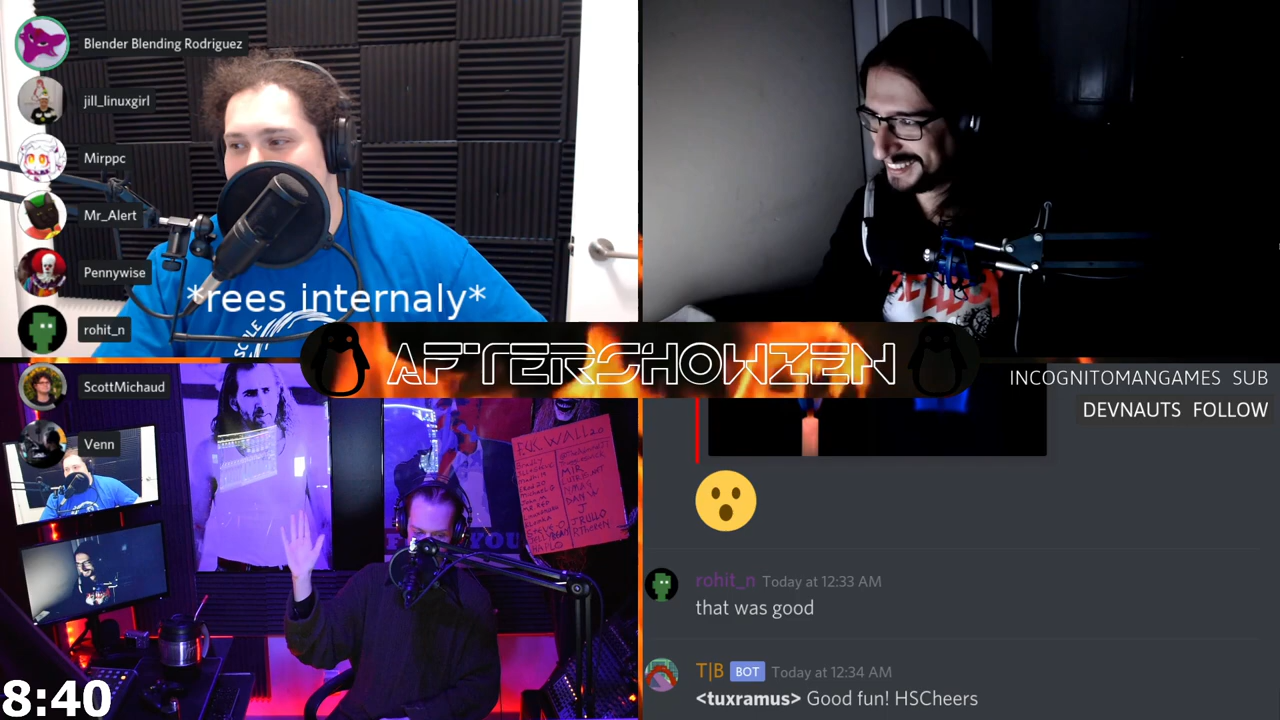 Blender Blending Rodriguez
jill_linuxgirl
Mirppc
Mr_Alert
Pennywise
rohit_n
*rees internaly*
AFTERSHOWZEN
INCOGNITOMANGAMES SUB
DEVNAUTS FOLLOW
ScottMichaud
Venn
8:40
rohit_n Today at 12:33 AM
that was good
T|B BOT Today at 12:34 AM
<tuxramus> Good fun! HSCheers